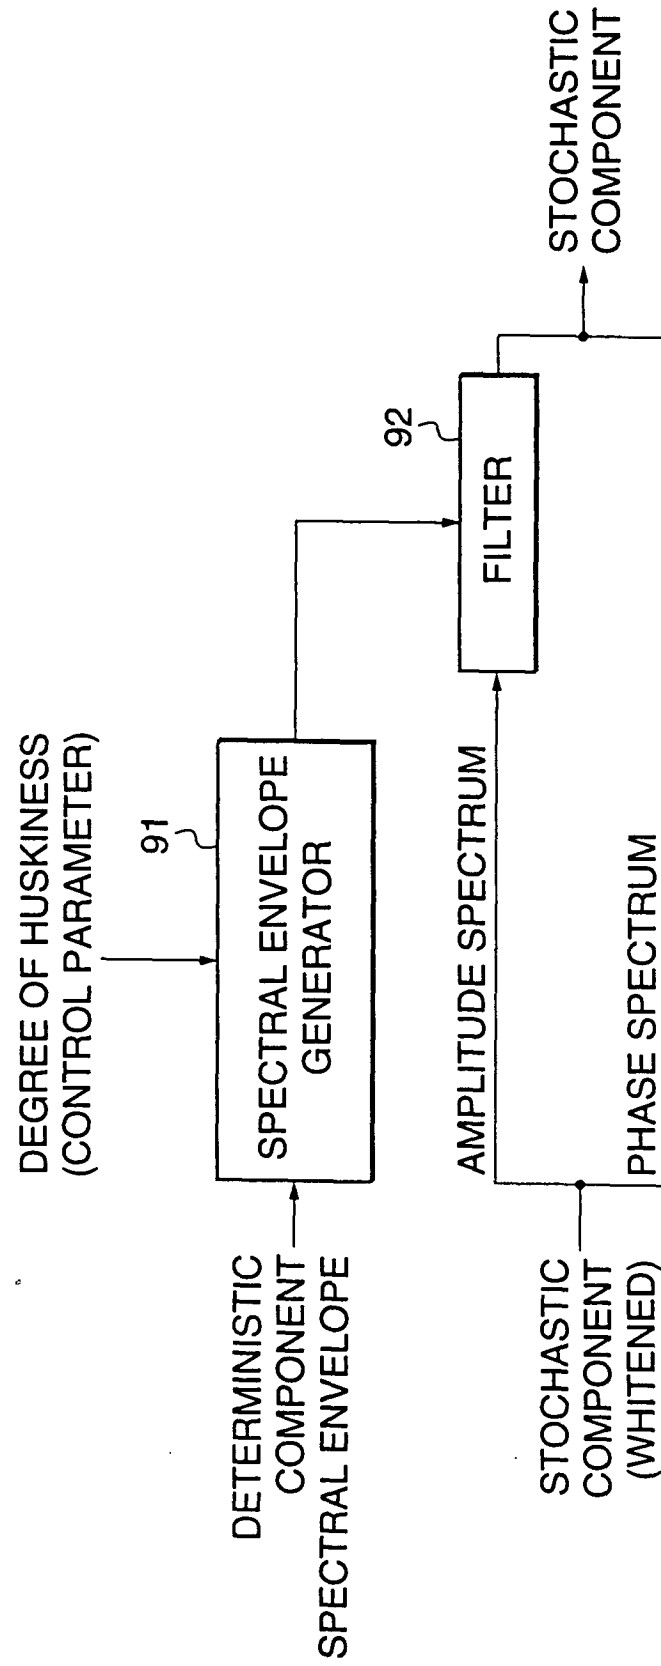 DEGREE OF HUSKINESS
(CONTROL PARAMETER)
91
DETERMINISTIC
COMPONENT
SPECTRAL ENVELOPE
SPECTRAL ENVELOPE
GENERATOR
92
FILTER
AMPLITUDE SPECTRUM
STOCHASTIC
COMPONENT
(WHITENED)
PHASE SPECTRUM
STOCHASTIC
COMPONENT